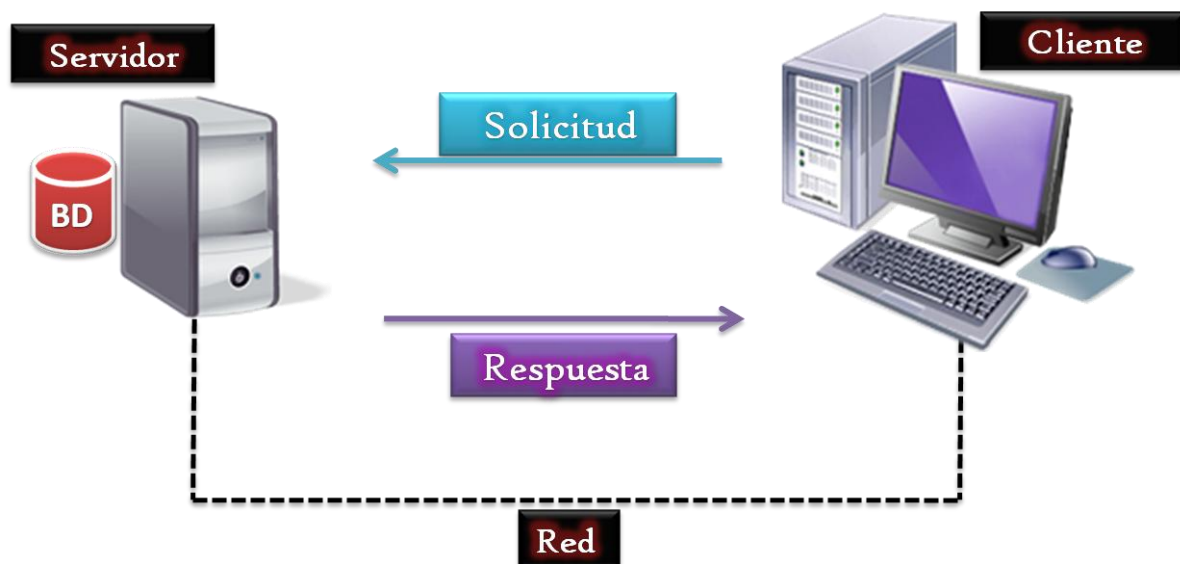 Servidor
Cliente
Solicitud
BD
Respuesta
Red